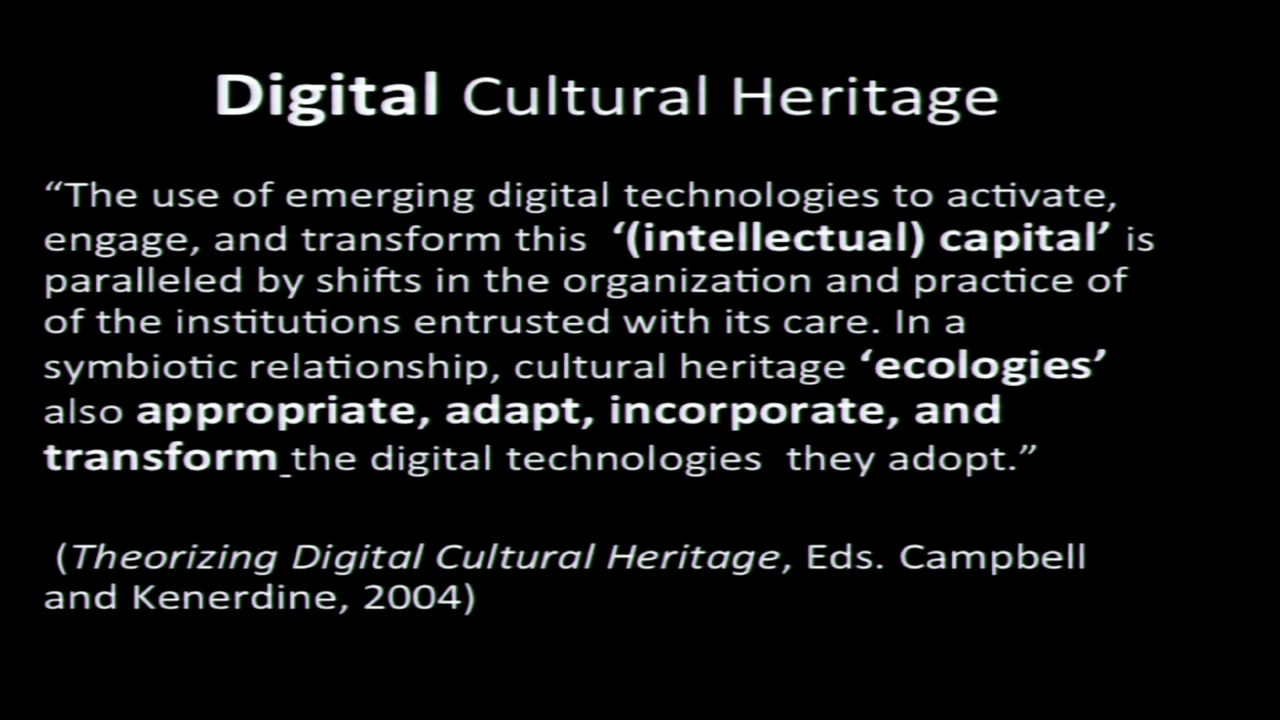 Digital Cultural Heritage
“The use of emerging digital technologies to activate,
engage, and transform this ‘(intellectual) capital’ is
paralleled by shifts in the organization and practice of
of the institutions entrusted with its care. In a
symbiotic relationship, cultural heritage ‘ecologies’
also appropriate, adapt, incorporate, and
transform the digital technologies they adopt.”
(Theorizing Digital Cultural Heritage, Eds. Campbell
and Kenerdine, 2004)